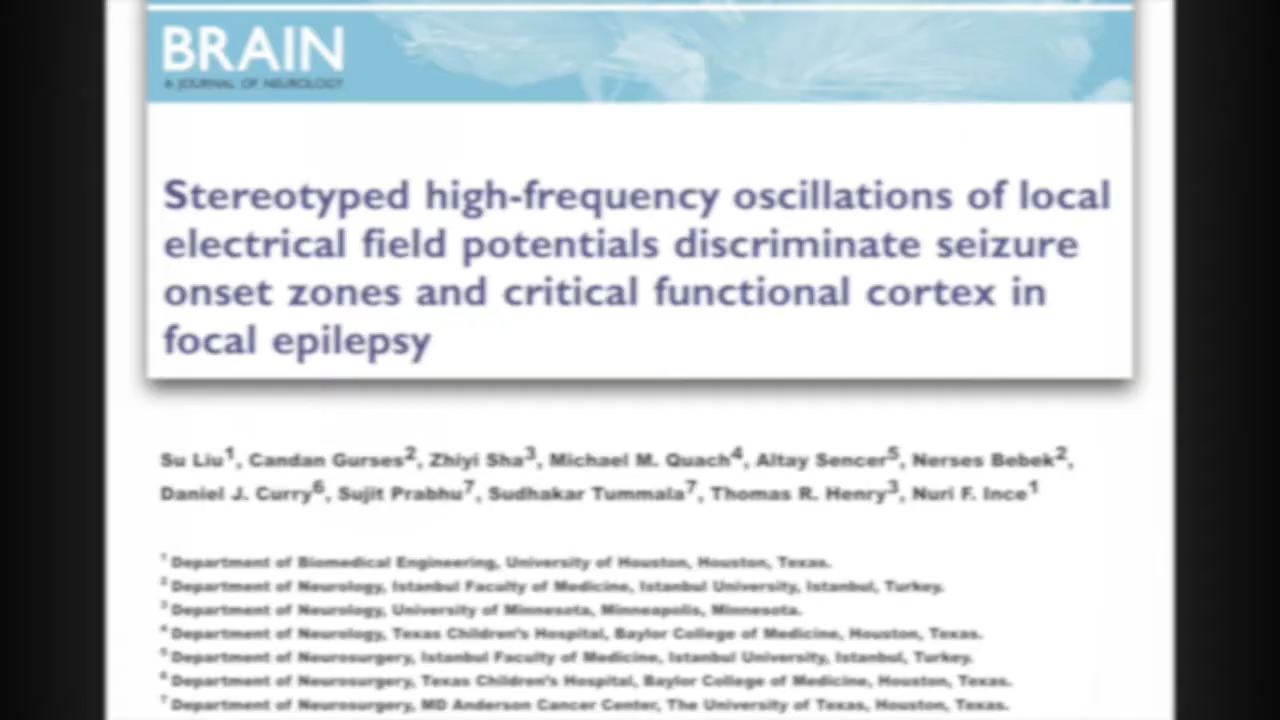 BRAIN
A JOURNAL OF NEUROLOGY
Stereotyped high-frequency oscillations of local
electrical field potentials discriminate seizure
onset zones and critical functional cortex in
focal epilepsy
Su Liu¹, Candan Gurses², Zhiyi Sha³, Michael M. Quach⁴, Altay Sencer⁵, Nerses Bebek²,
Daniel J. Curry⁶, Sujit Prabhu⁷, Sudhakar Tummala⁷, Thomas R. Henry³, Nuri F. Ince¹
¹ Department of Biomedical Engineering, University of Houston, Houston, Texas.
² Department of Neurology, Istanbul Faculty of Medicine, Istanbul University, Istanbul, Turkey.
³ Department of Neurology, University of Minnesota, Minneapolis, Minnesota.
⁴ Department of Neurology, Texas Children's Hospital, Baylor College of Medicine, Houston, Texas.
⁵ Department of Neurosurgery, Istanbul Faculty of Medicine, Istanbul University, Istanbul, Turkey.
⁶ Department of Neurosurgery, Texas Children's Hospital, Baylor College of Medicine, Houston, Texas.
⁷ Department of Neurosurgery, MD Anderson Cancer Center, The University of Texas, Houston, Texas.